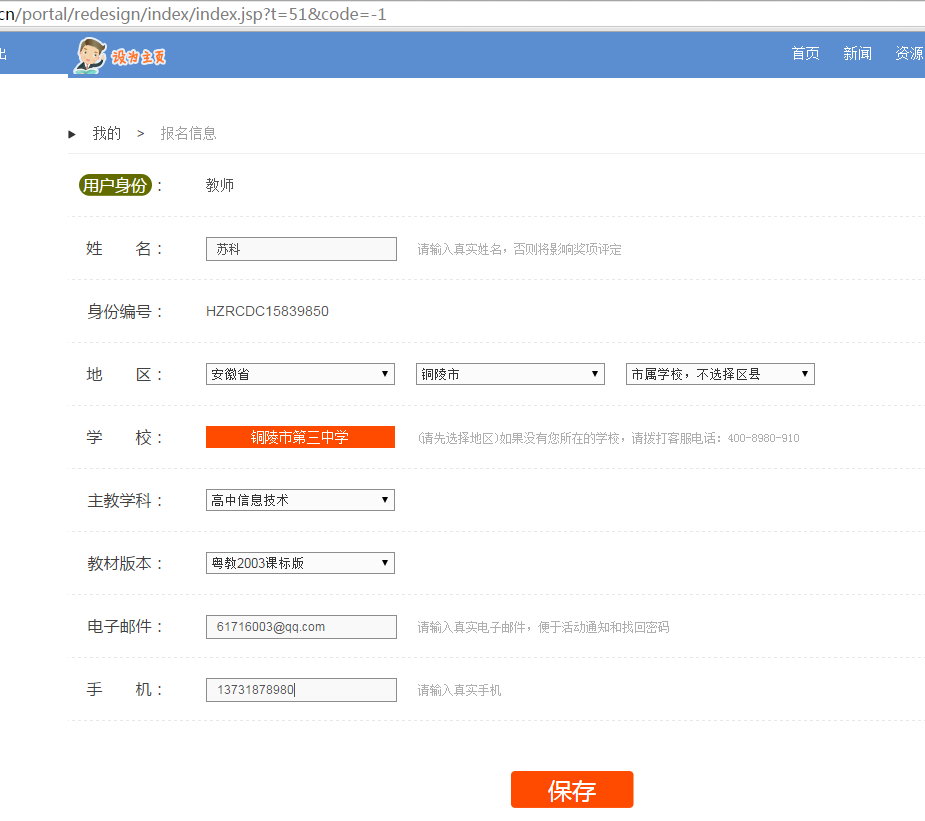 cn/portal/redesign/index/index.jsp?t=51&code=-1
出 设为主页 首页 新闻 资源
我的 > 报名信息
用户身份： 教师
姓 名： 苏科 请输入真实姓名，否则将影响奖项评定
身份编号： HZRCDC15839850
地 区： 安徽省 铜陵市 市属学校，不选择区县
学 校： 铜陵市第三中学 (请先选择地区)如果没有您所在的学校，请拨打客服电话：400-8980-910
主教学科： 高中信息技术
教材版本： 粤教2003课标版
电子邮件： 61716003@qq.com 请输入真实电子邮件，便于活动通知和找回密码
手 机： 13731878980 请输入真实手机
保存